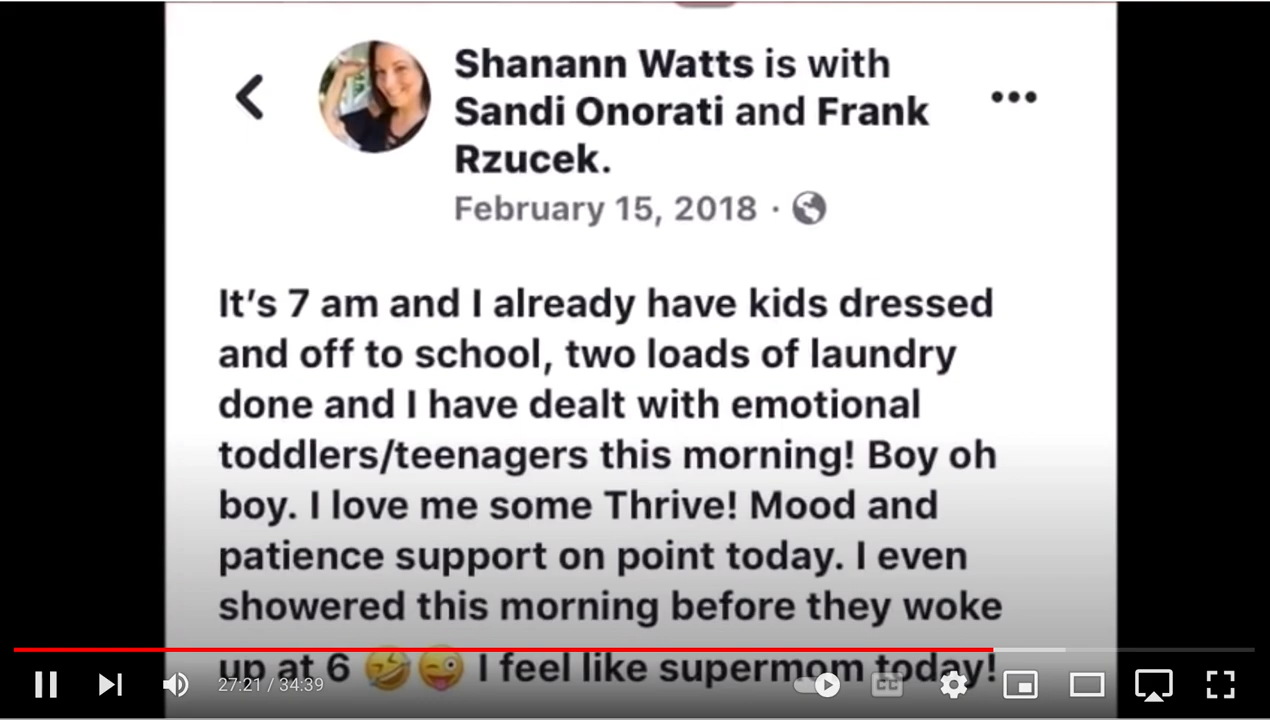 Shanann Watts is with
Sandi Onorati and Frank
Rzucek.
February 15, 2018 ·
It's 7 am and I already have kids dressed
and off to school, two loads of laundry
done and I have dealt with emotional
toddlers/teenagers this morning! Boy oh
boy. I love me some Thrive! Mood and
patience support on point today. I even
showered this morning before they woke
up at 6 🤣😜 I feel like supermom today!
27:21 / 34:39
CC